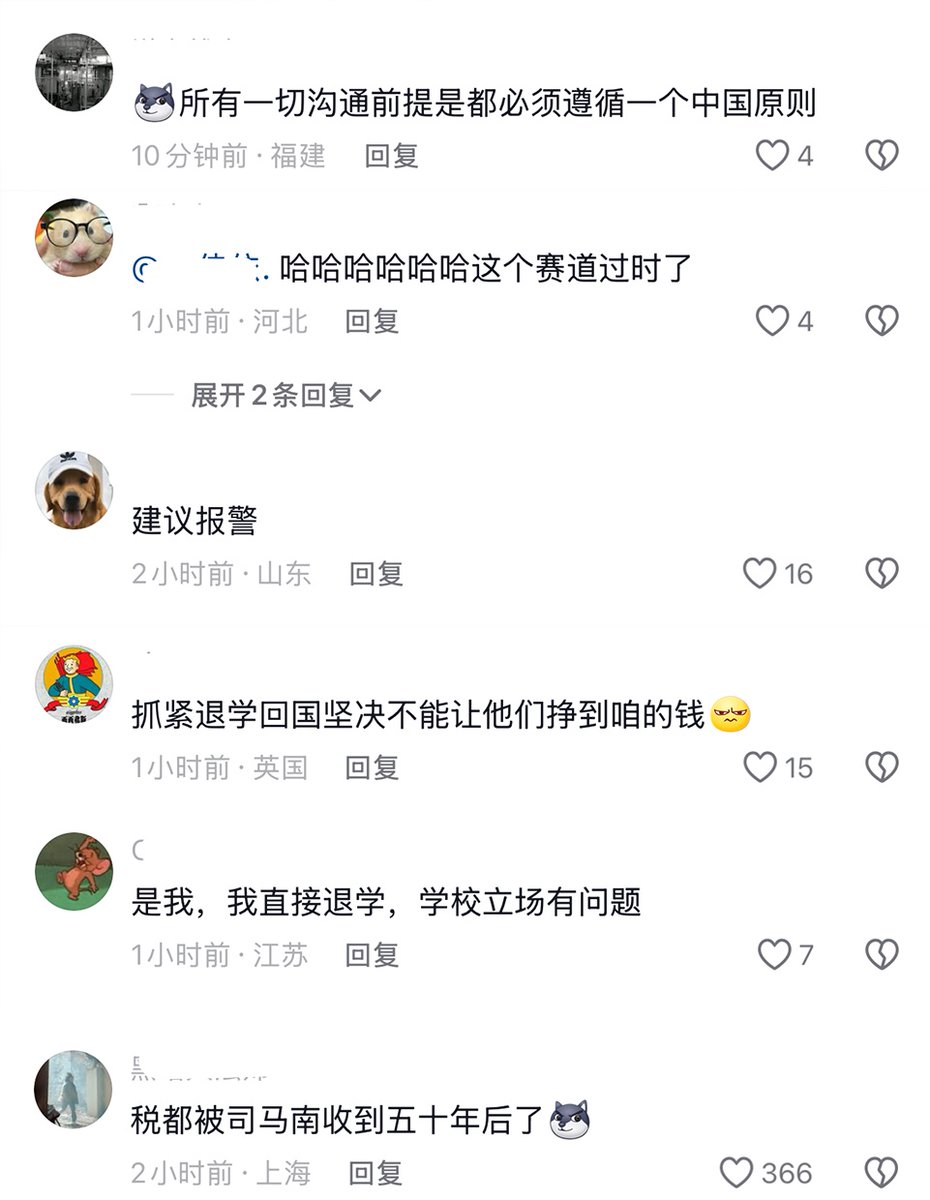 所有一切沟通前提是都必须遵循一个中国原则
10分钟前·福建 回复 4
哈哈哈哈哈哈这个赛道过时了
1小时前·河北 回复 4
展开2条回复
建议报警
2小时前·山东 回复 16
抓紧退学回国坚决不能让他们挣到咱的钱
1小时前·英国 回复 15
是我，我直接退学，学校立场有问题
1小时前·江苏 回复 7
税都被司马南收到五十年后了
2小时前·上海 回复 366